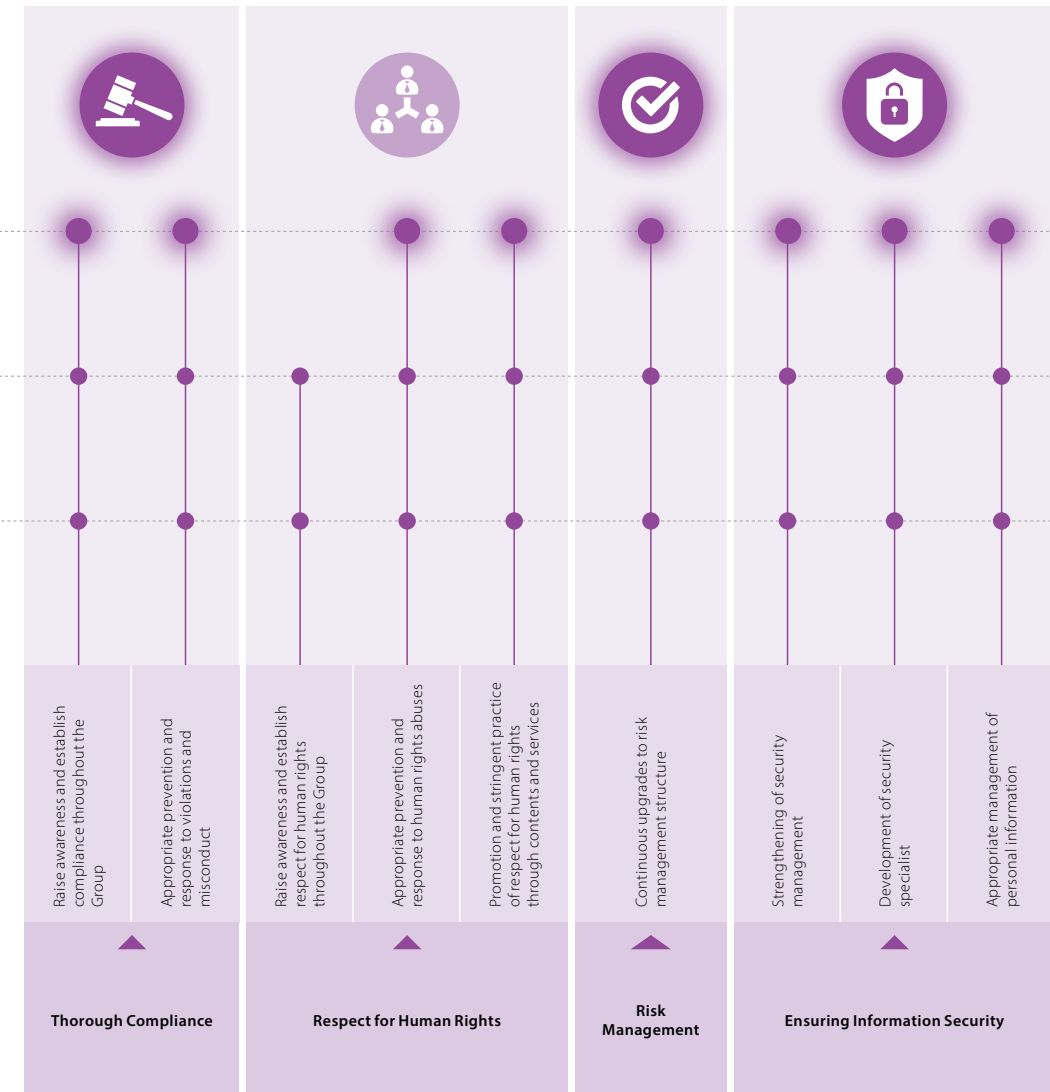 Raise awareness and establish
compliance throughout the
Group
Appropriate prevention and
response to violations and
misconduct
Raise awareness and establish
respect for human rights
throughout the Group
Appropriate prevention and
response to human rights abuses
Promotion and stringent practice
of respect for human rights
through contents and services
Continuous upgrades to risk
management structure
Strengthening of security
management
Development of security
specialist
Appropriate management of
personal information
Thorough Compliance
Respect for Human Rights
Risk
Management
Ensuring Information Security